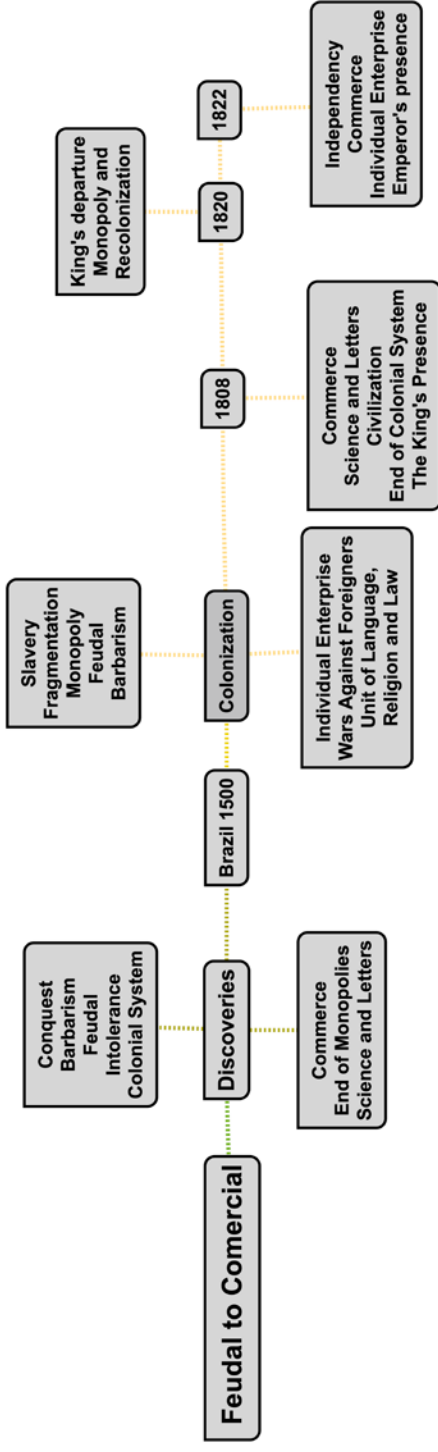 Feudal to Comercial
Conquest
Barbarism
Feudal
Intolerance
Colonial System
Discoveries
Commerce
End of Monopolies
Science and Letters
Brazil 1500
Slavery
Fragmentation
Monopoly
Feudal
Barbarism
Colonization
Individual Enterprise
Wars Against Foreigners
Unit of Language,
Religion and Law
1808
Commerce
Science and Letters
Civilization
End of Colonial System
The King's Presence
King's departure
Monopoly and
Recolonization
1820
1822
Independency
Commerce
Individual Enterprise
Emperor's presence